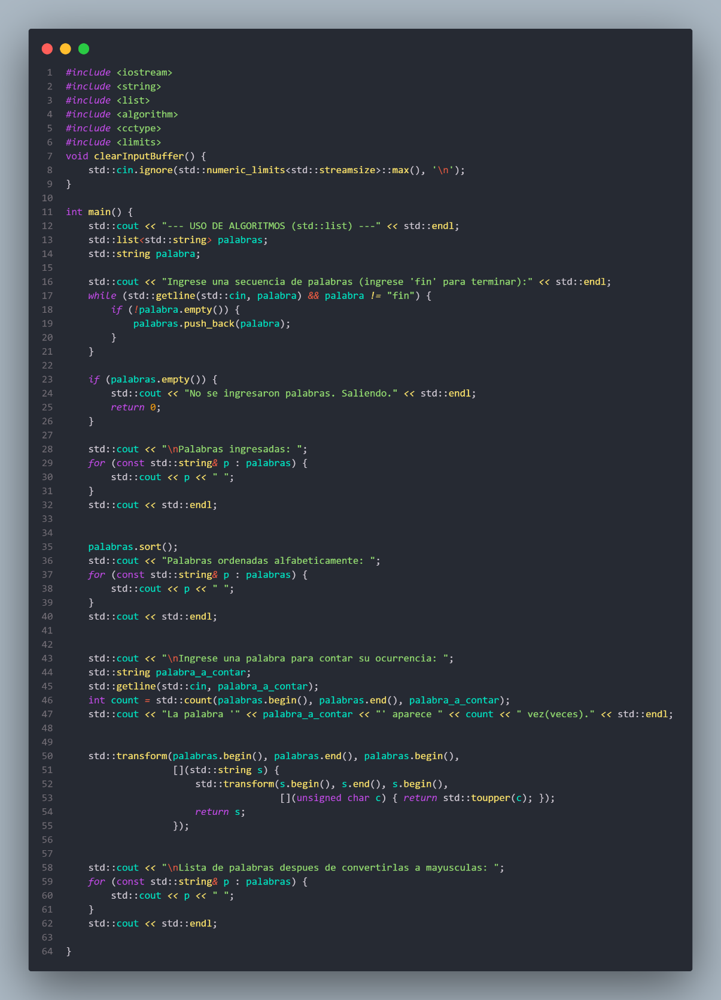 1 #include <iostream>
2 #include <string>
3 #include <list>
4 #include <algorithm>
5 #include <cctype>
6 #include <limits>
7 void clearInputBuffer() {
8     std::cin.ignore(std::numeric_limits<std::streamsize>::max(), '\n');
9 }
10
11 int main() {
12     std::cout << "--- USO DE ALGORITMOS (std::list) ---" << std::endl;
13     std::list<std::string> palabras;
14     std::string palabra;
15
16     std::cout << "Ingrese una secuencia de palabras (ingrese 'fin' para terminar):" << std::endl;
17     while (std::getline(std::cin, palabra) && palabra != "fin") {
18         if (!palabra.empty()) {
19             palabras.push_back(palabra);
20         }
21     }
22
23     if (palabras.empty()) {
24         std::cout << "No se ingresaron palabras. Saliendo." << std::endl;
25         return 0;
26     }
27
28     std::cout << "\nPalabras ingresadas: ";
29     for (const std::string& p : palabras) {
30         std::cout << p << " ";
31     }
32     std::cout << std::endl;
33
34
35     palabras.sort();
36     std::cout << "Palabras ordenadas alfabeticamente: ";
37     for (const std::string& p : palabras) {
38         std::cout << p << " ";
39     }
40     std::cout << std::endl;
41
42
43     std::cout << "\nIngrese una palabra para contar su ocurrencia: ";
44     std::string palabra_a_contar;
45     std::getline(std::cin, palabra_a_contar);
46     int count = std::count(palabras.begin(), palabras.end(), palabra_a_contar);
47     std::cout << "La palabra '" << palabra_a_contar << "' aparece " << count << " vez(veces)." << std::endl;
48
49
50     std::transform(palabras.begin(), palabras.end(), palabras.begin(),
51                    [](std::string s) {
52                        std::transform(s.begin(), s.end(), s.begin(),
53                                       [](unsigned char c) { return std::toupper(c); });
54                        return s;
55                    });
56
57
58     std::cout << "\nLista de palabras despues de convertirlas a mayusculas: ";
59     for (const std::string& p : palabras) {
60         std::cout << p << " ";
61     }
62     std::cout << std::endl;
63
64 }